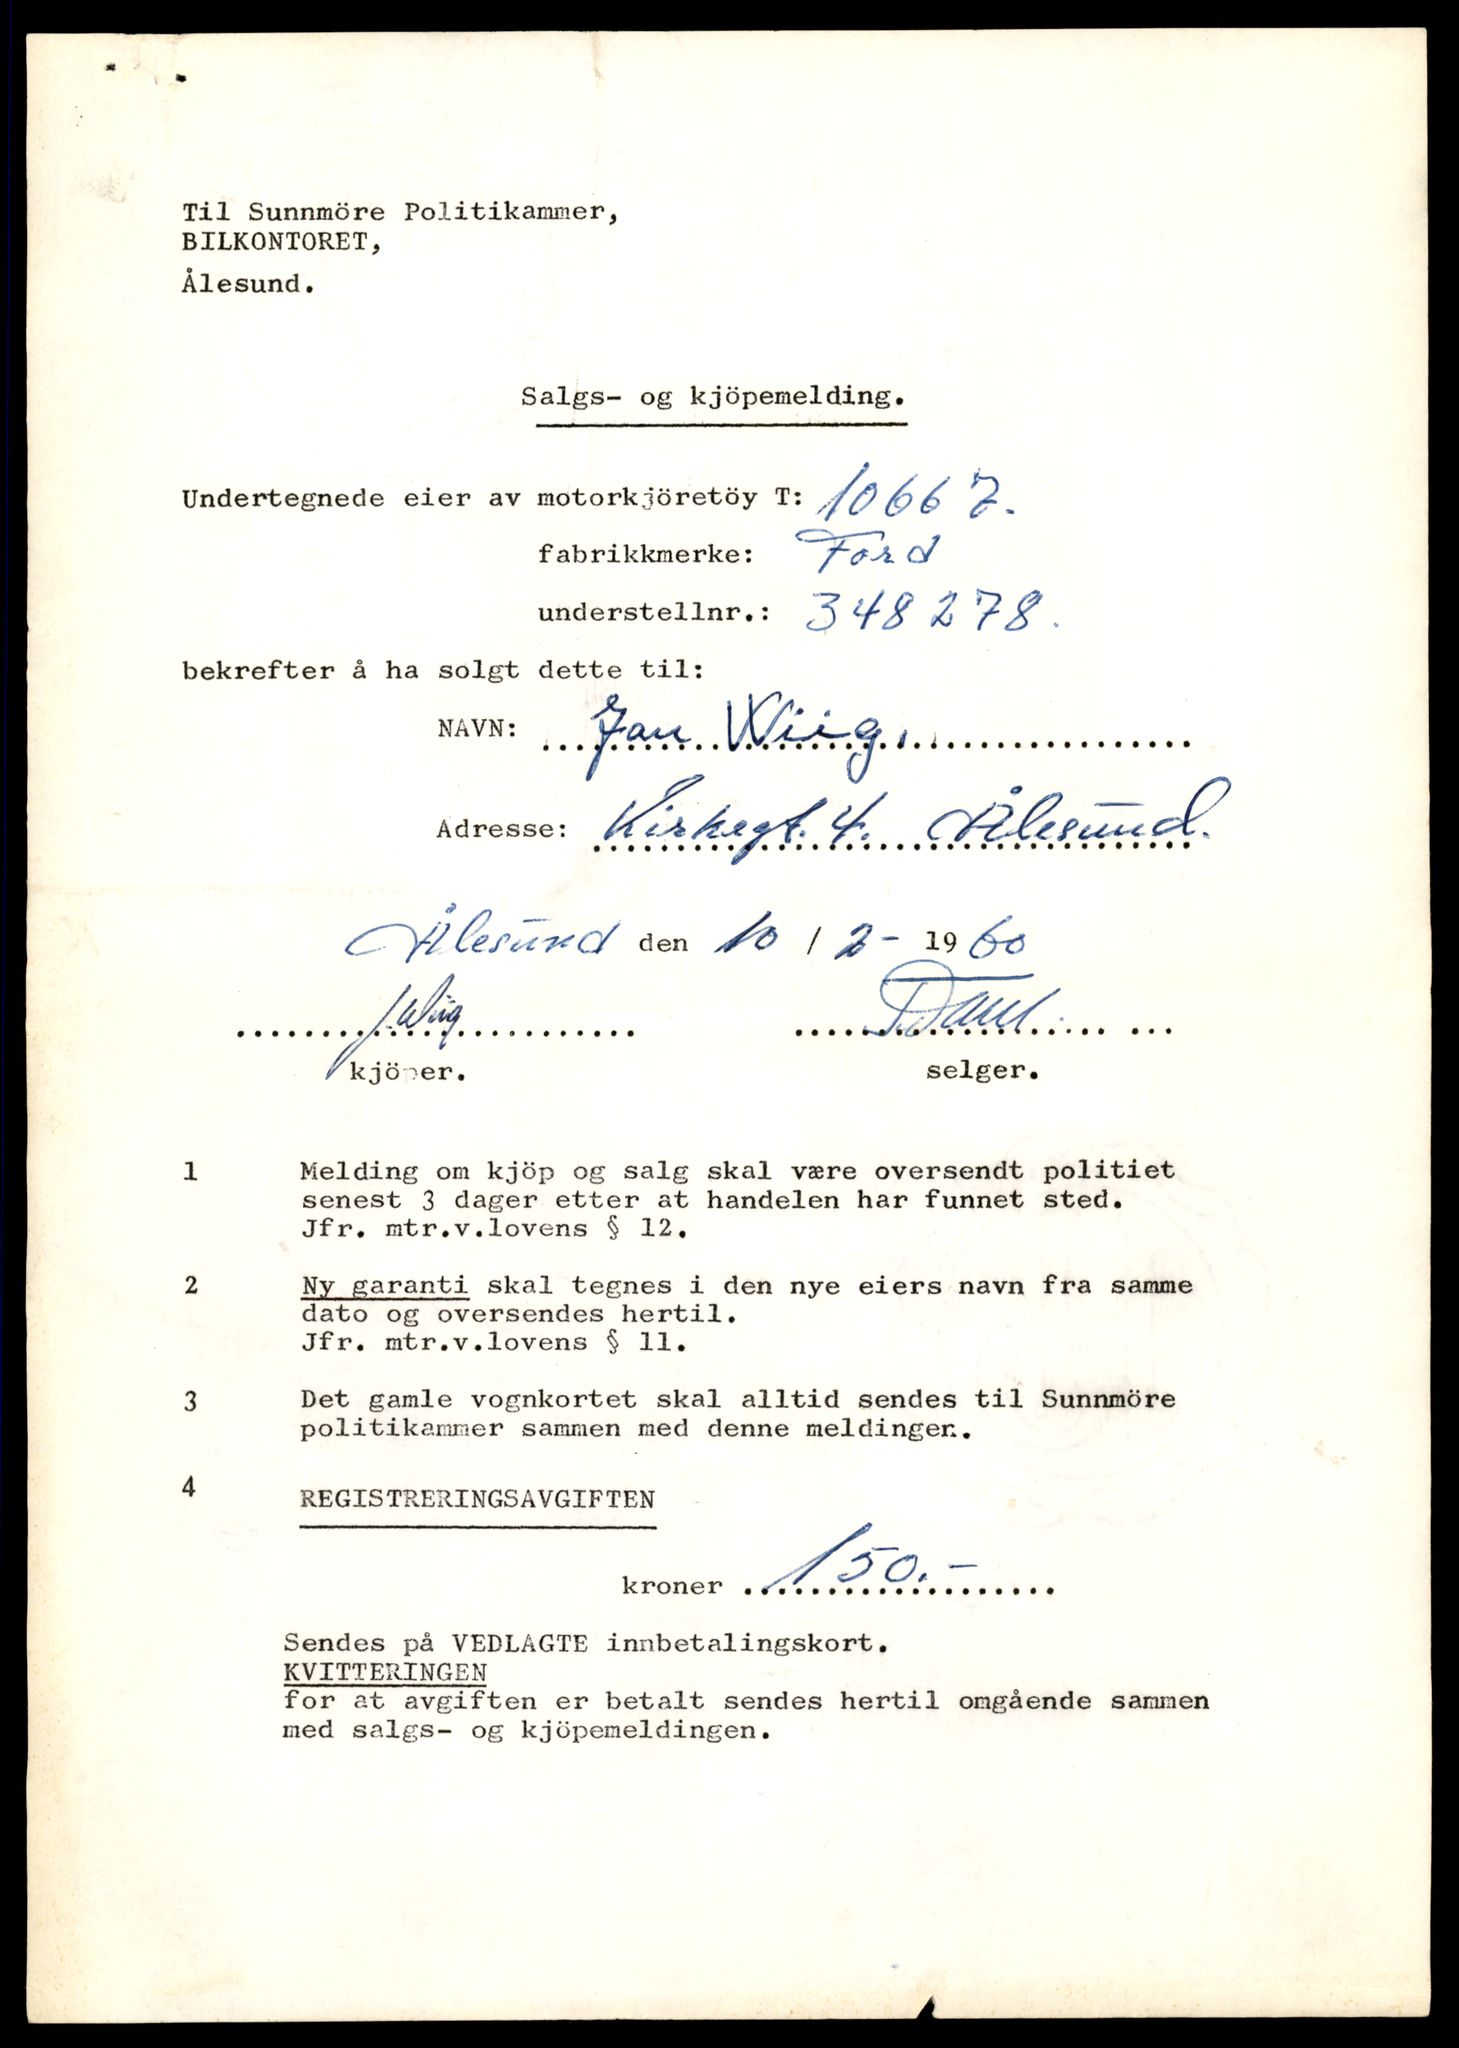 Til Sunnmöre Politikammer,
BILKONTORET,
Ålesund.
Salgs- og kjöpemelding.
Undertegnede eier av motorkjöretöy T: 10667.
fabrikkmerke: Ford
understellnr.: 348278.
bekrefter å ha solgt dette til:
NAVN: Jan Wiig.
Adresse: Kirkegt. 4. Ålesund.
Ålesund den 10 / 2 - 1960
J Wiig
kjöper. selger.
1 Melding om kjöp og salg skal være oversendt politiet
senest 3 dager etter at handelen har funnet sted.
Jfr. mtr.v.lovens § 12.
2 Ny garanti skal tegnes i den nye eiers navn fra samme
dato og oversendes hertil.
Jfr. mtr.v.lovens § 11.
3 Det gamle vognkortet skal alltid sendes til Sunnmöre
politikammer sammen med denne meldingen.
4 REGISTRERINGSAVGIFTEN
kroner 150.-
Sendes på VEDLAGTE innbetalingskort.
KVITTERINGEN
for at avgiften er betalt sendes hertil omgående sammen
med salgs- og kjöpemeldingen.